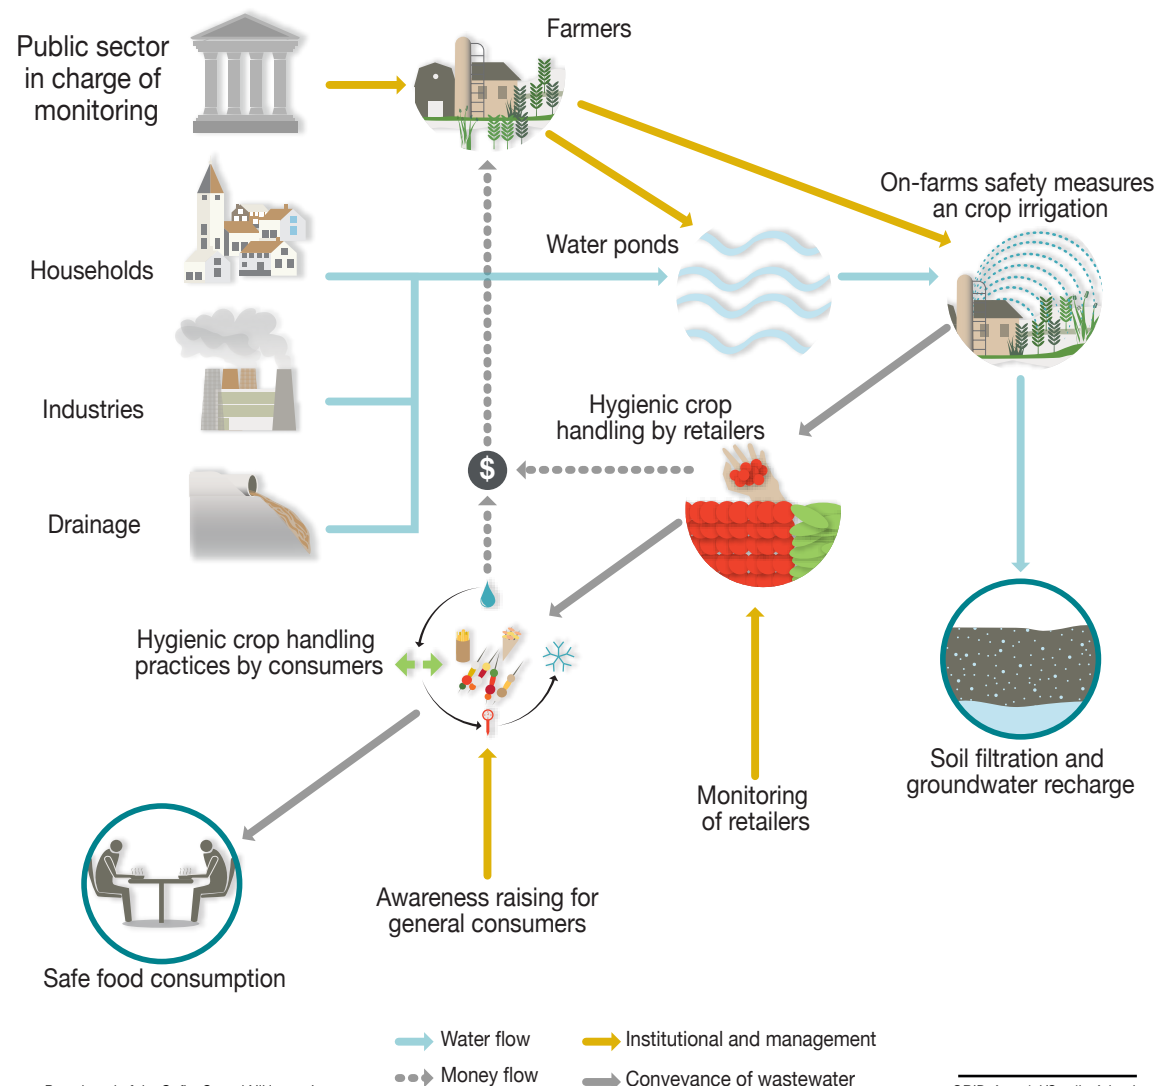 Public sector
in charge of
monitoring
Farmers
On-farms safety measures
an crop irrigation
Water ponds
Households
Industries
Hygienic crop
handling by retailers
$
Drainage
Hygienic crop handling
practices by consumers
Soil filtration and
groundwater recharge
Monitoring
of retailers
Awareness raising for
general consumers
Safe food consumption
Water flow
Institutional and management
Money flow
Conveyance of wastewater